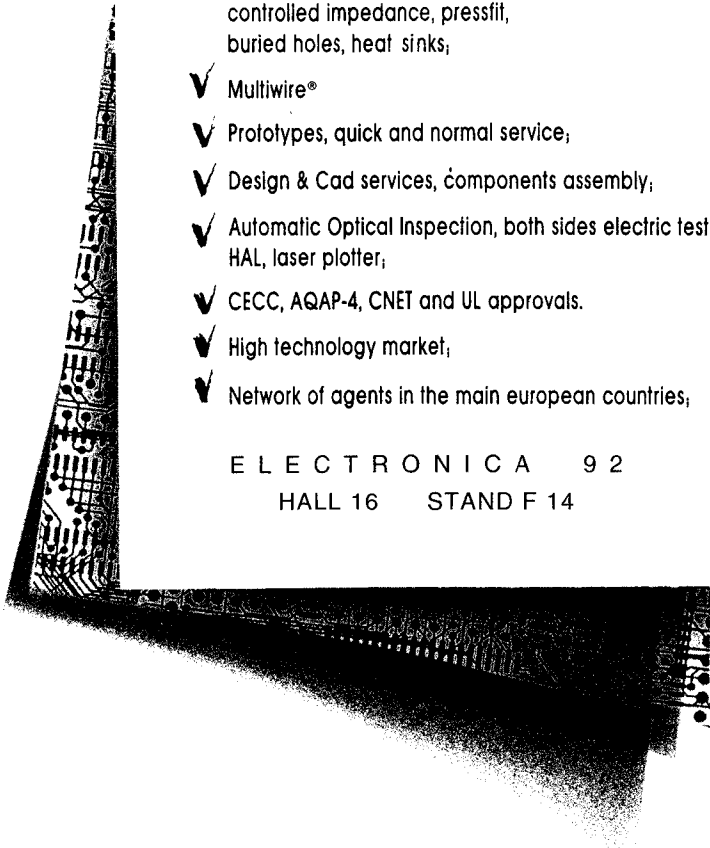 controlled impedance, pressfit,
buried holes, heat sinks;
Multiwire®
Prototypes, quick and normal service;
Design & Cad services, components assembly;
Automatic Optical Inspection, both sides electric test
HAL, laser plotter;
CECC, AQAP-4, CNET and UL approvals.
High technology market;
Network of agents in the main european countries;
ELECTRONICA 92
HALL 16 STAND F 14